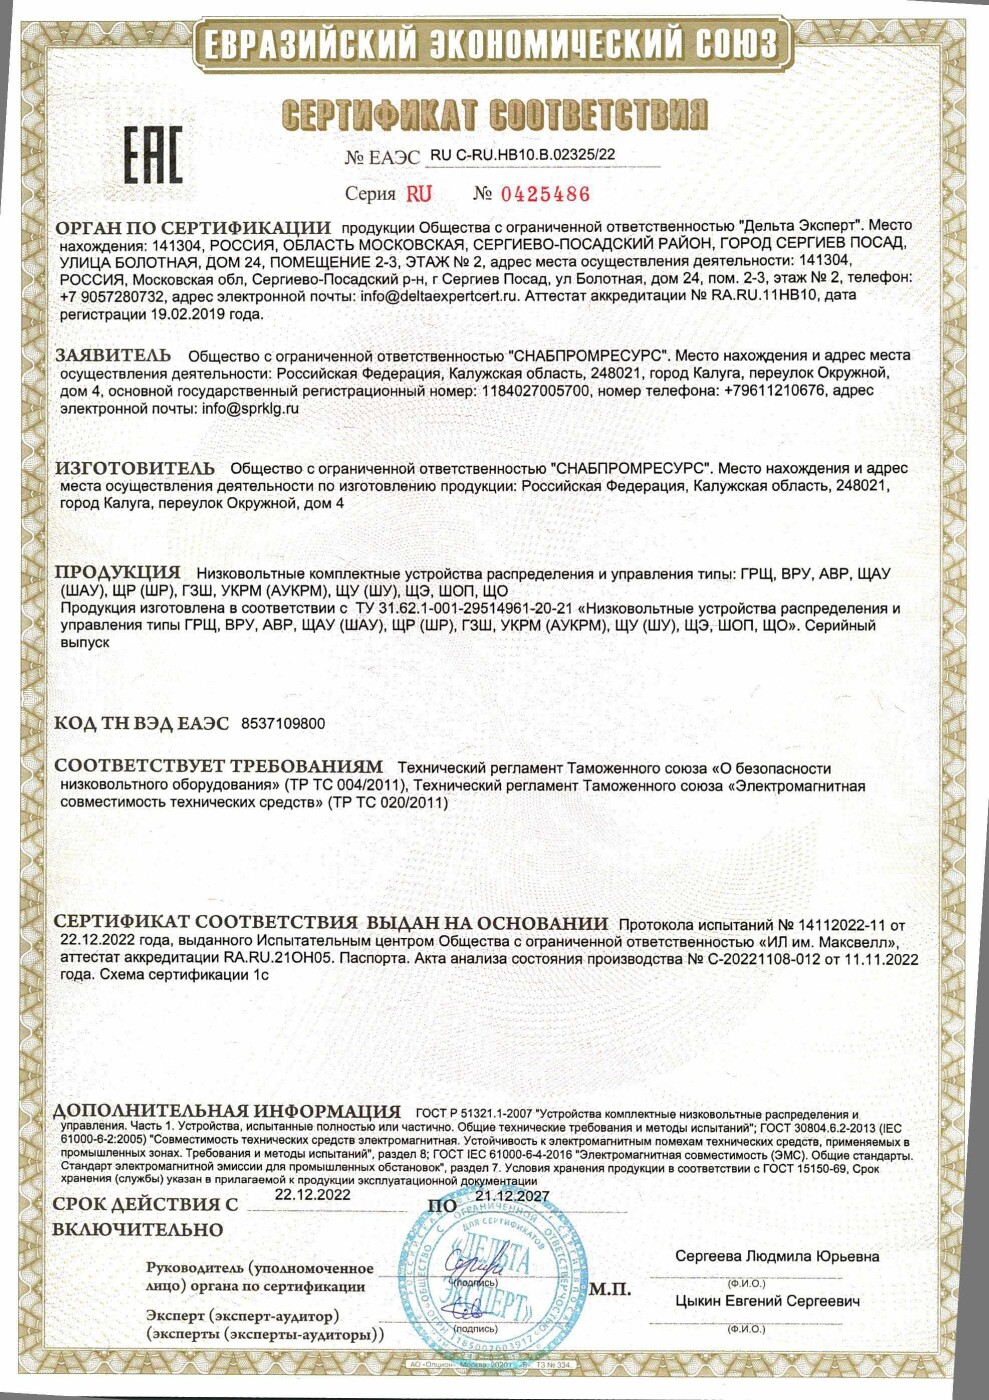 ЕВРАЗИЙСКИЙ ЭКОНОМИЧЕСКИЙ СОЮЗ
СЕРТИФИКАТ СООТВЕТСТВИЯ
ЕАС
№ ЕАЭС RU С-RU.НВ10.В.02325/22
Серия RU № 0425486
ОРГАН ПО СЕРТИФИКАЦИИ продукции Общества с ограниченной ответственностью "Дельта Эксперт". Место
нахождения: 141304, РОССИЯ, ОБЛАСТЬ МОСКОВСКАЯ, СЕРГИЕВО-ПОСАДСКИЙ РАЙОН, ГОРОД СЕРГИЕВ ПОСАД,
УЛИЦА БОЛОТНАЯ, ДОМ 24, ПОМЕЩЕНИЕ 2-3, ЭТАЖ № 2, адрес места осуществления деятельности: 141304,
РОССИЯ, Московская обл, Сергиево-Посадский р-н, г Сергиев Посад, ул Болотная, дом 24, пом. 2-3, этаж № 2, телефон:
+7 9057280732, адрес электронной почты: info@deltaexpertcert.ru. Аттестат аккредитации № RA.RU.11НВ10, дата
регистрации 19.02.2019 года.
ЗАЯВИТЕЛЬ Общество с ограниченной ответственностью "СНАБПРОМРЕСУРС". Место нахождения и адрес места
осуществления деятельности: Российская Федерация, Калужская область, 248021, город Калуга, переулок Окружной,
дом 4, основной государственный регистрационный номер: 1184027005700, номер телефона: +79611210676, адрес
электронной почты: info@sprklg.ru
ИЗГОТОВИТЕЛЬ Общество с ограниченной ответственностью "СНАБПРОМРЕСУРС". Место нахождения и адрес
места осуществления деятельности по изготовлению продукции: Российская Федерация, Калужская область, 248021,
город Калуга, переулок Окружной, дом 4
ПРОДУКЦИЯ Низковольтные комплектные устройства распределения и управления типы: ГРЩ, ВРУ, АВР, ЩАУ
(ШАУ), ЩР (ШР), ГЗШ, УКРМ (АУКРМ), ЩУ (ШУ), ЩЭ, ШОП, ЩО
Продукция изготовлена в соответствии с ТУ 31.62.1-001-29514961-20-21 «Низковольтные устройства распределения и
управления типы ГРЩ, ВРУ, АВР, ЩАУ (ШАУ), ЩР (ШР), ГЗШ, УКРМ (АУКРМ), ЩУ (ШУ), ЩЭ, ШОП, ЩО». Серийный
выпуск
КОД ТН ВЭД ЕАЭС 8537109800
СООТВЕТСТВУЕТ ТРЕБОВАНИЯМ Технический регламент Таможенного союза «О безопасности
низковольтного оборудования» (ТР ТС 004/2011), Технический регламент Таможенного союза «Электромагнитная
совместимость технических средств» (ТР ТС 020/2011)
СЕРТИФИКАТ СООТВЕТСТВИЯ ВЫДАН НА ОСНОВАНИИ Протокола испытаний № 14112022-11 от
22.12.2022 года, выданного Испытательным центром Общества с ограниченной ответственностью «ИЛ им. Максвелл»,
аттестат аккредитации RA.RU.21ОН05. Паспорта. Акта анализа состояния производства № С-20221108-012 от 11.11.2022
года. Схема сертификации 1с
ДОПОЛНИТЕЛЬНАЯ ИНФОРМАЦИЯ ГОСТ Р 51321.1-2007 "Устройства комплектные низковольтные распределения и
управления. Часть 1. Устройства, испытанные полностью или частично. Общие технические требования и методы испытаний"; ГОСТ 30804.6.2-2013 (IEC
61000-6-2:2005) "Совместимость технических средств электромагнитная. Устойчивость к электромагнитным помехам технических средств, применяемых в
промышленных зонах. Требования и методы испытаний", раздел 8; ГОСТ IEC 61000-6-4-2016 "Электромагнитная совместимость (ЭМС). Общие стандарты.
Стандарт электромагнитной эмиссии для промышленных обстановок", раздел 7. Условия хранения продукции в соответствии с ГОСТ 15150-69, Срок
хранения (службы) указан в прилагаемой к продукции эксплуатационной документации
СРОК ДЕЙСТВИЯ С 22.12.2022 ПО 21.12.2027
ВКЛЮЧИТЕЛЬНО
Руководитель (уполномоченное
лицо) органа по сертификации
(подпись)
М.П.
Сергеева Людмила Юрьевна
(Ф.И.О.)
Эксперт (эксперт-аудитор)
(эксперты (эксперты-аудиторы))
(подпись)
Цыкин Евгений Сергеевич
(Ф.И.О.)
ДЛЯ СЕРТИФИКАТОВ
«ДЕЛЬТА
ЭКСПЕРТ»
АО «Опцион», Москва, 2020 г., «В» ТЗ № 334.